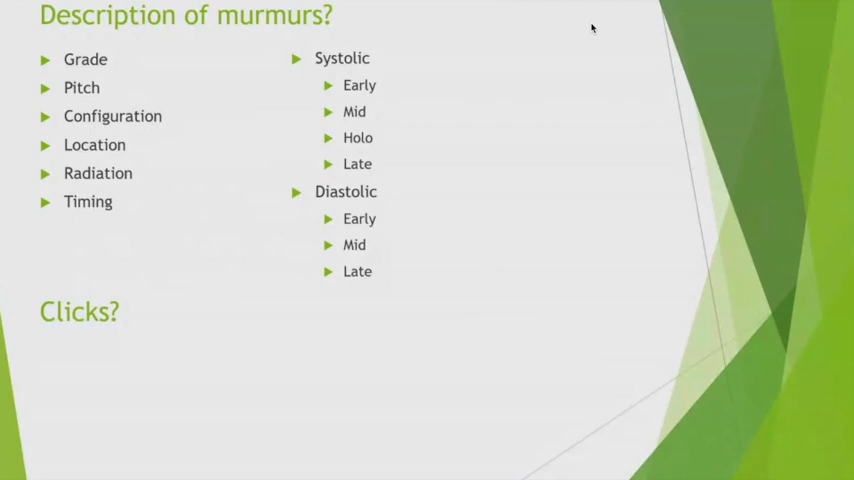 Description of murmurs?
Grade
Pitch
Configuration
Location
Radiation
Timing
Systolic
Early
Mid
Holo
Late
Diastolic
Early
Mid
Late
Clicks?